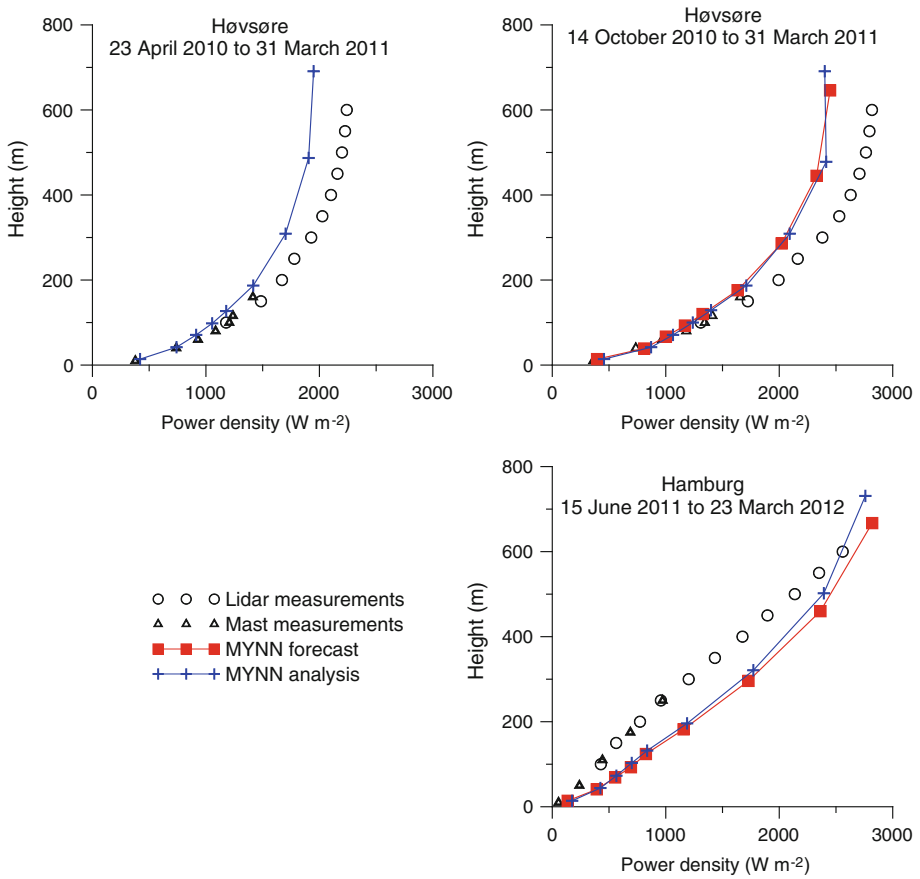 Høvsøre
23 April 2010 to 31 March 2011
800
600
400
200
0
Height (m)
0 1000 2000 3000
Power density (W m-2)
Høvsøre
14 October 2010 to 31 March 2011
800
600
400
200
0
Height (m)
0 1000 2000 3000
Power density (W m-2)
Lidar measurements
Mast measurements
MYNN forecast
MYNN analysis
Hamburg
15 June 2011 to 23 March 2012
800
600
400
200
0
Height (m)
0 1000 2000 3000
Power density (W m-2)